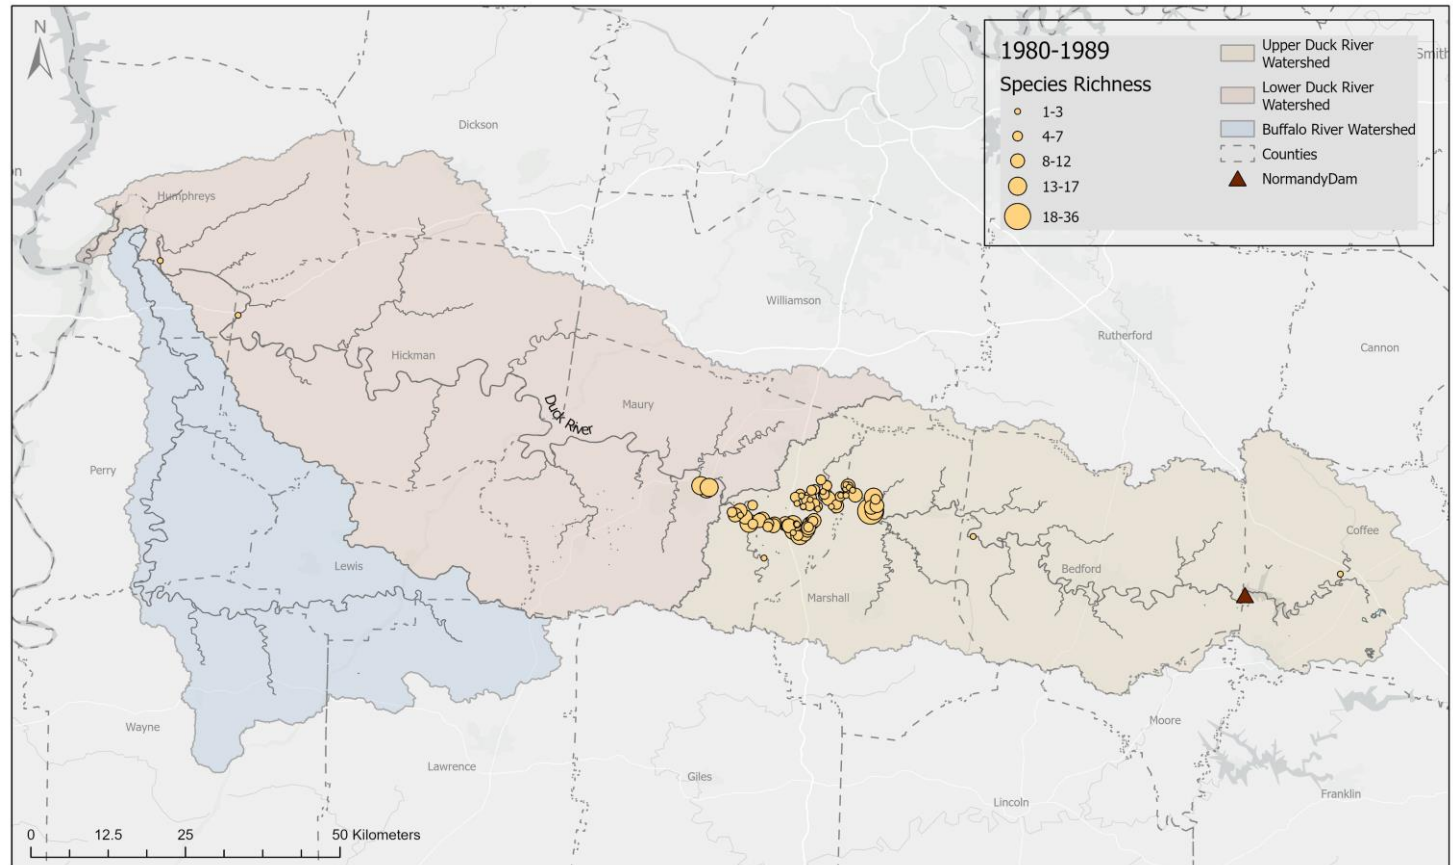 N
1980-1989
Species Richness
1-3
4-7
8-12
13-17
18-36
Upper Duck River
Watershed
Lower Duck River
Watershed
Buffalo River Watershed
Counties
NormandyDam
Smith
Dickson
on
Humphreys
Williamson
Rutherford
Cannon
Hickman
Duck River
Maury
Perry
Coffee
Lewis
Bedford
Marshall
Wayne
Moore
Lawrence
Giles
Franklin
Lincoln
0 12.5 25 50 Kilometers